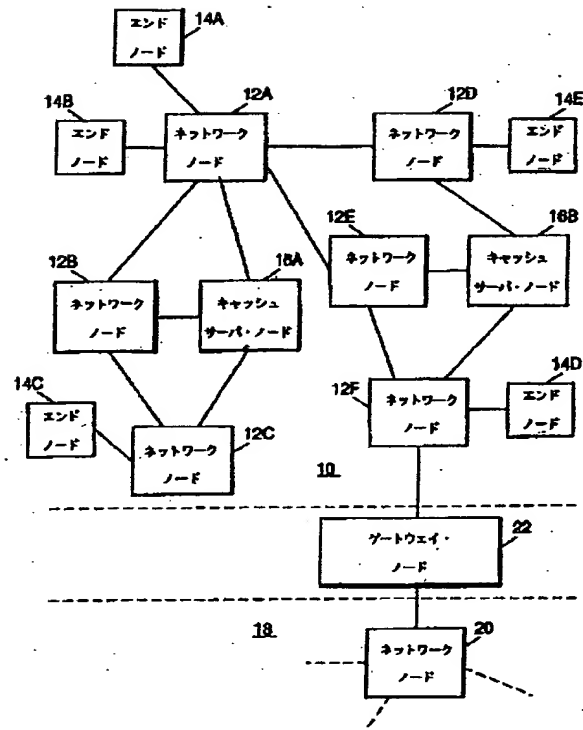 エンド
ノード
14A
14B
12A
12D
14E
エンド
ノード
ネットワーク
ノード
ネットワーク
ノード
エンド
ノード
12B
16A
12E
16B
ネットワーク
ノード
キャッシュ
サーバ・ノード
ネットワーク
ノード
キャッシュ
サーバ・ノード
14C
エンド
ノード
ネットワーク
ノード
12C
12F
ネットワーク
ノード
14D
エンド
ノード
10
ゲートウェイ・
ノード
22
18
ネットワーク
ノード
20